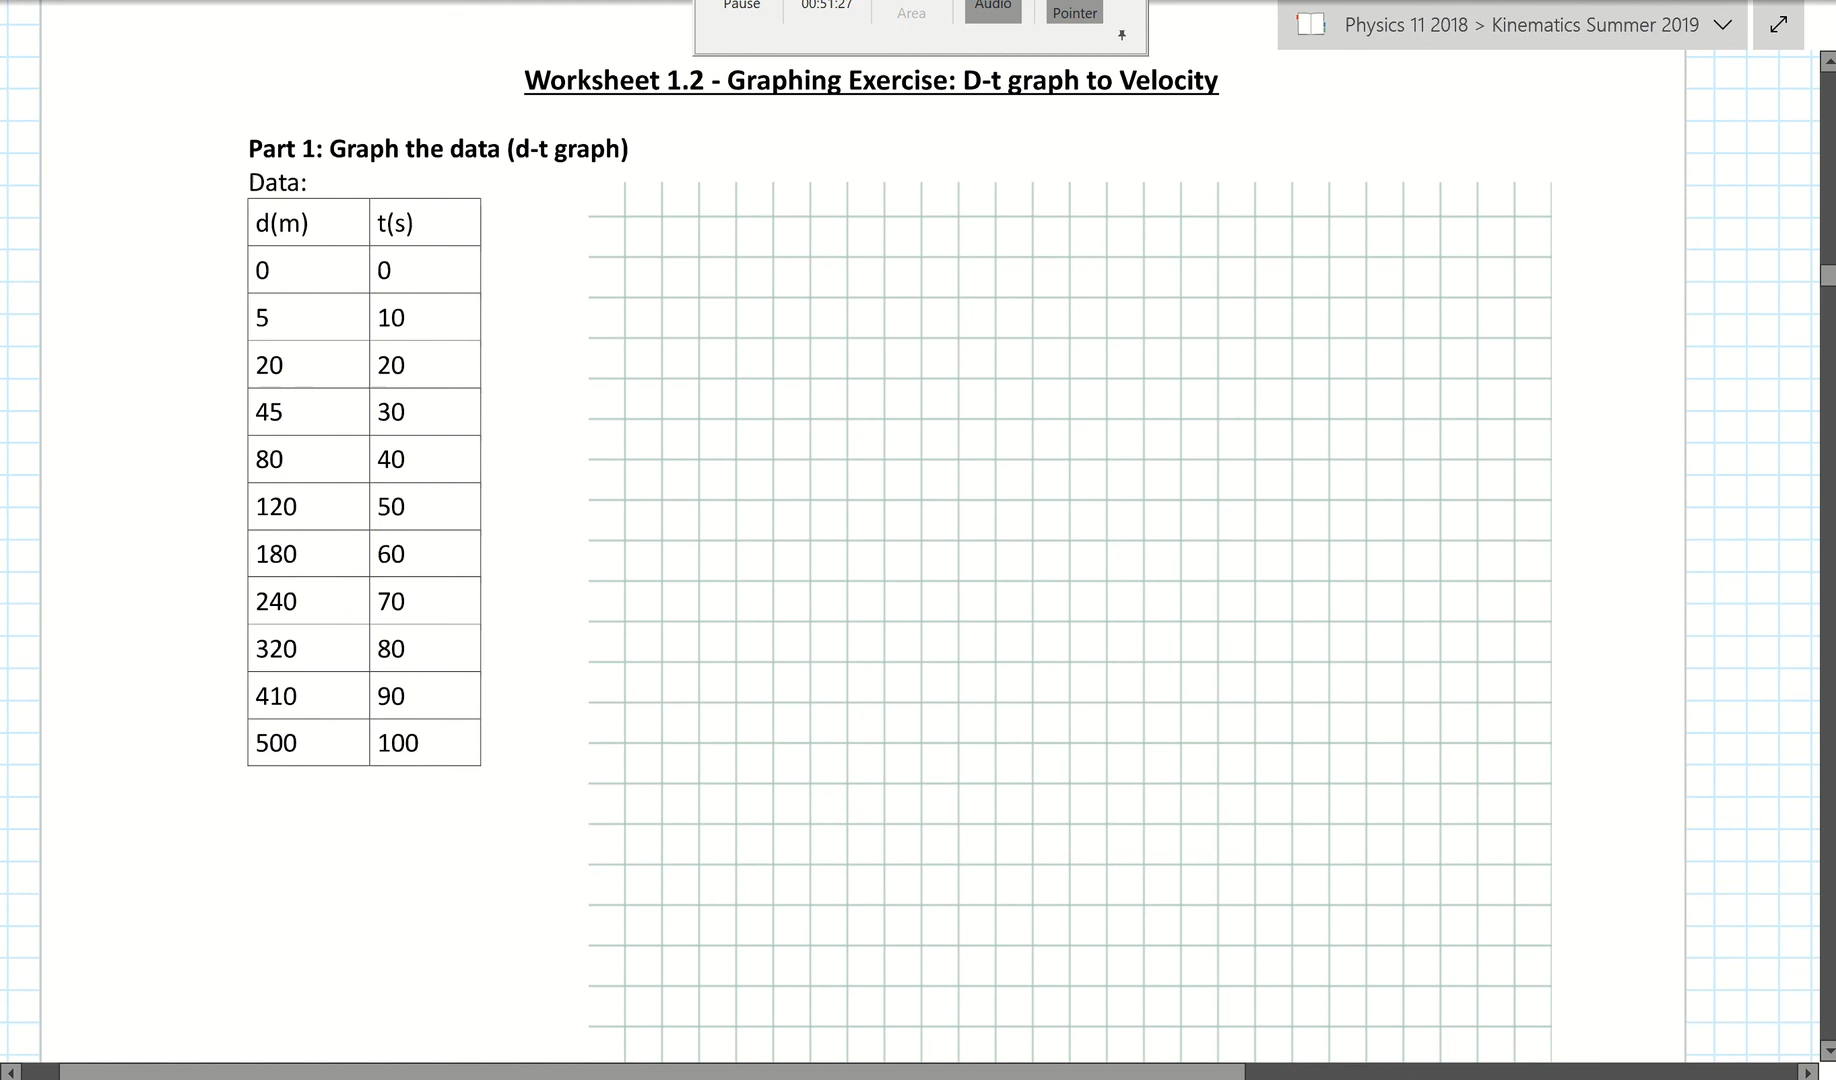 Pause 00:51:27 Area Audio Pointer
Physics 11 2018 > Kinematics Summer 2019
Worksheet 1.2 - Graphing Exercise: D-t graph to Velocity
Part 1: Graph the data (d-t graph)
Data:
d(m) t(s)
0 0
5 10
20 20
45 30
80 40
120 50
180 60
240 70
320 80
410 90
500 100